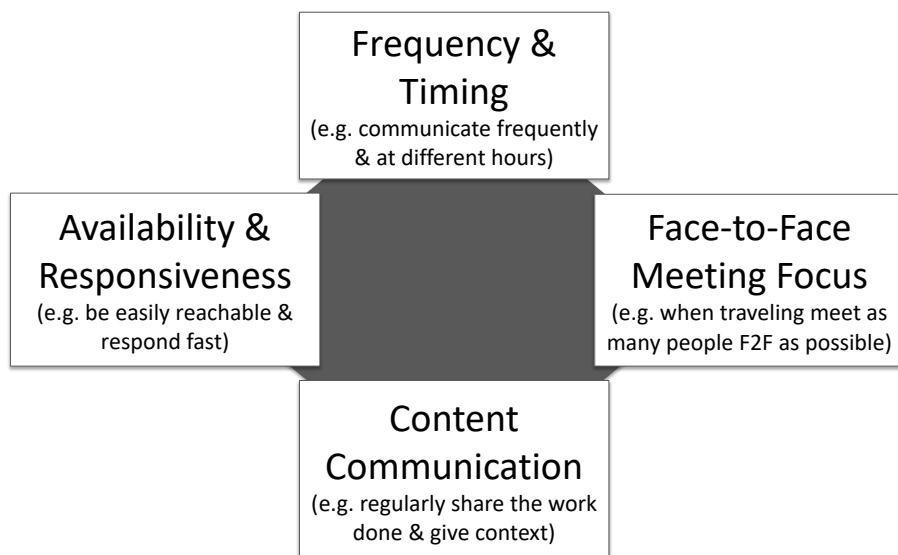 Frequency &
Timing
(e.g. communicate frequently
& at different hours)
Availability &
Responsiveness
(e.g. be easily reachable &
respond fast)
Face-to-Face
Meeting Focus
(e.g. when traveling meet as
many people F2F as possible)
Content
Communication
(e.g. regularly share the work
done & give context)